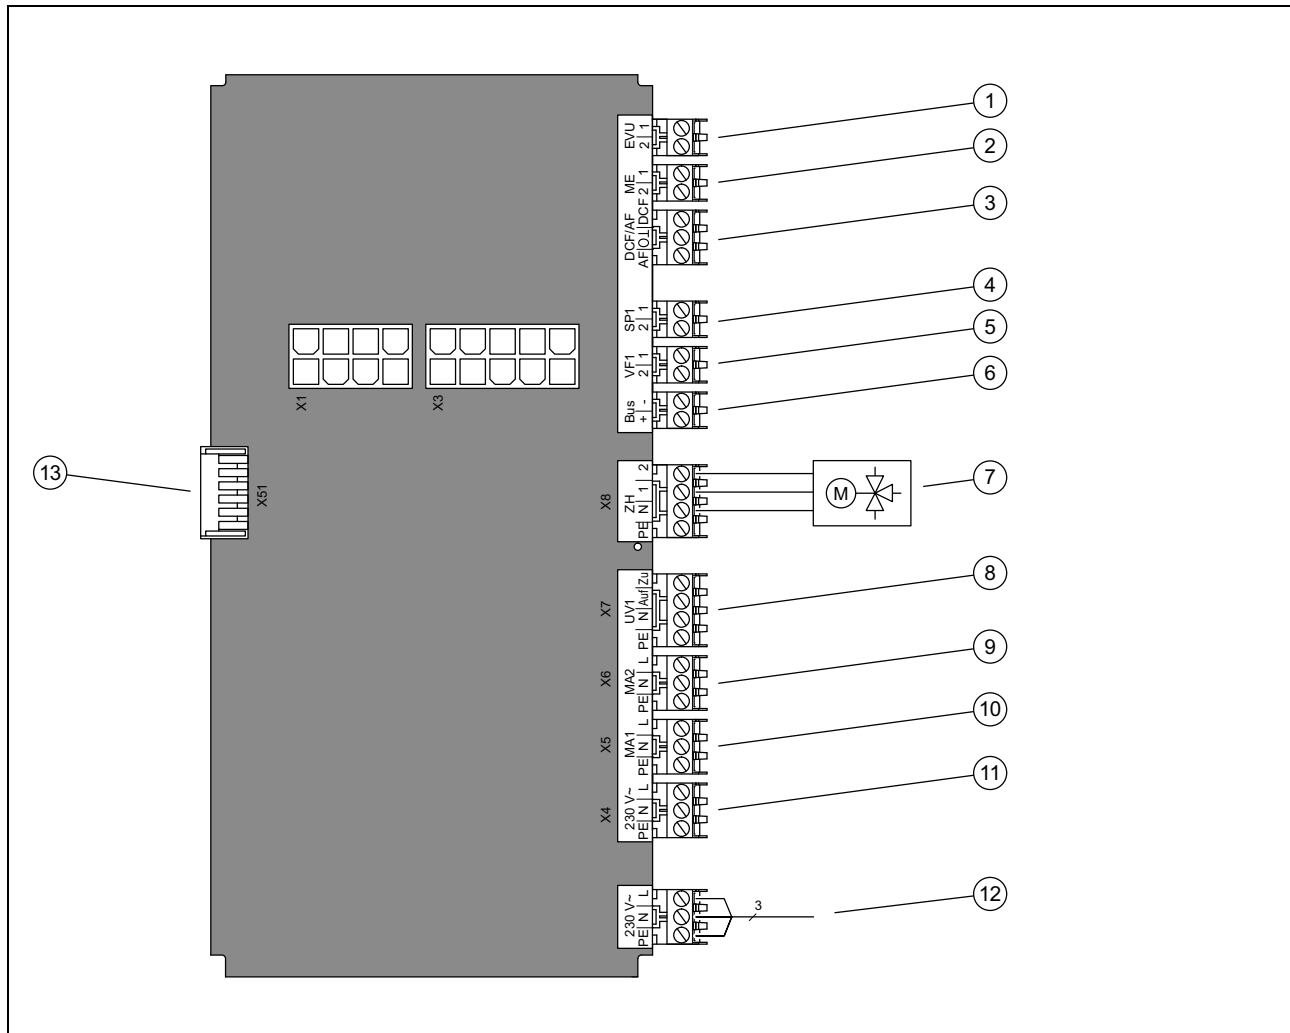 1
EVU
2 1
2
ME
2 1
3
DCF/AF
AF O⊥ DCF
4
SP1
2 1
5
VF1
2 1
6
Bus
+ -
X1
X3
13
X51
7
X8
ZH
PE N 1 2
M
8
X7
UV1
PE N Auf Zu
9
X6
MA2
PE N L
10
X5
MA1
PE N L
11
X4
230 V~
PE N L
12
230 V~
PE N L
3